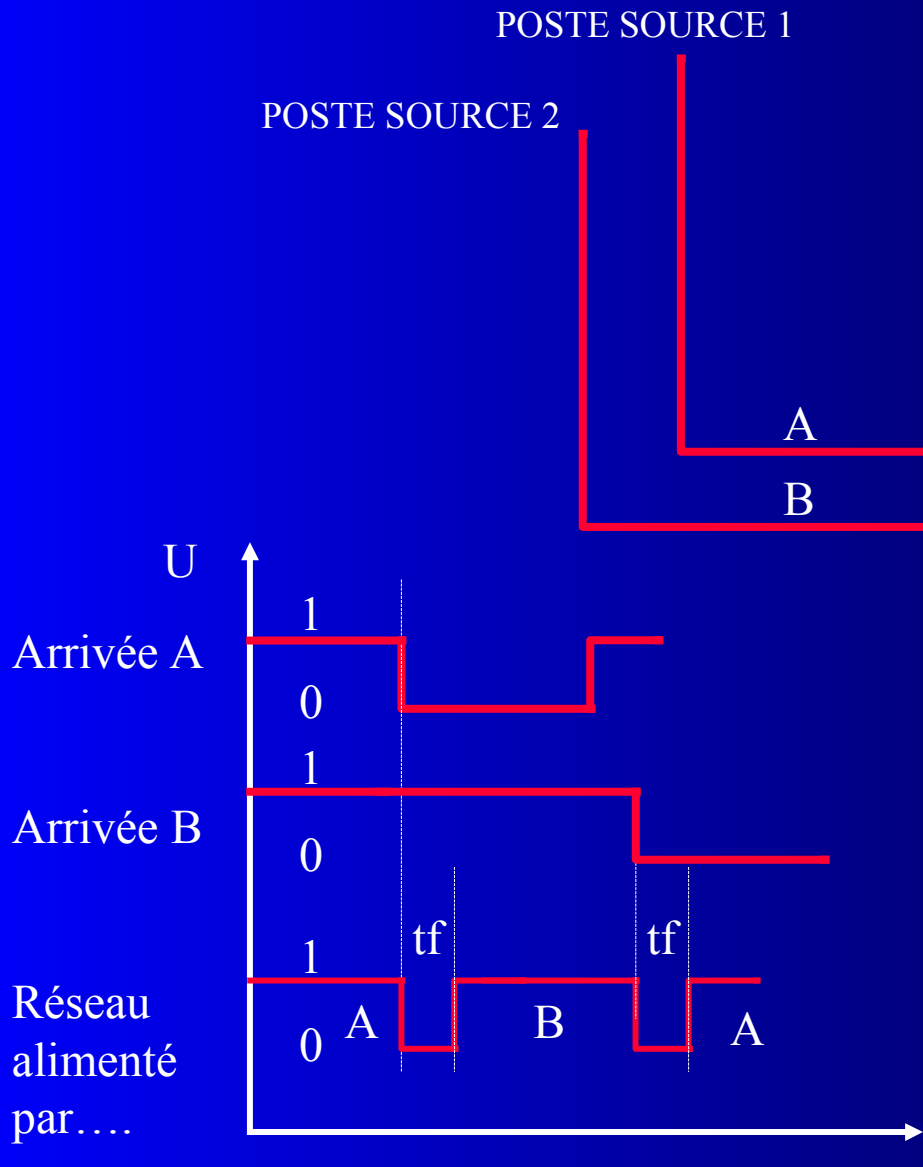 POSTE SOURCE 1
POSTE SOURCE 2
A
B
U
1
Arrivée A
0
1
Arrivée B
0
tf
tf
1
Réseau
A
B
A
0
alimenté
par….